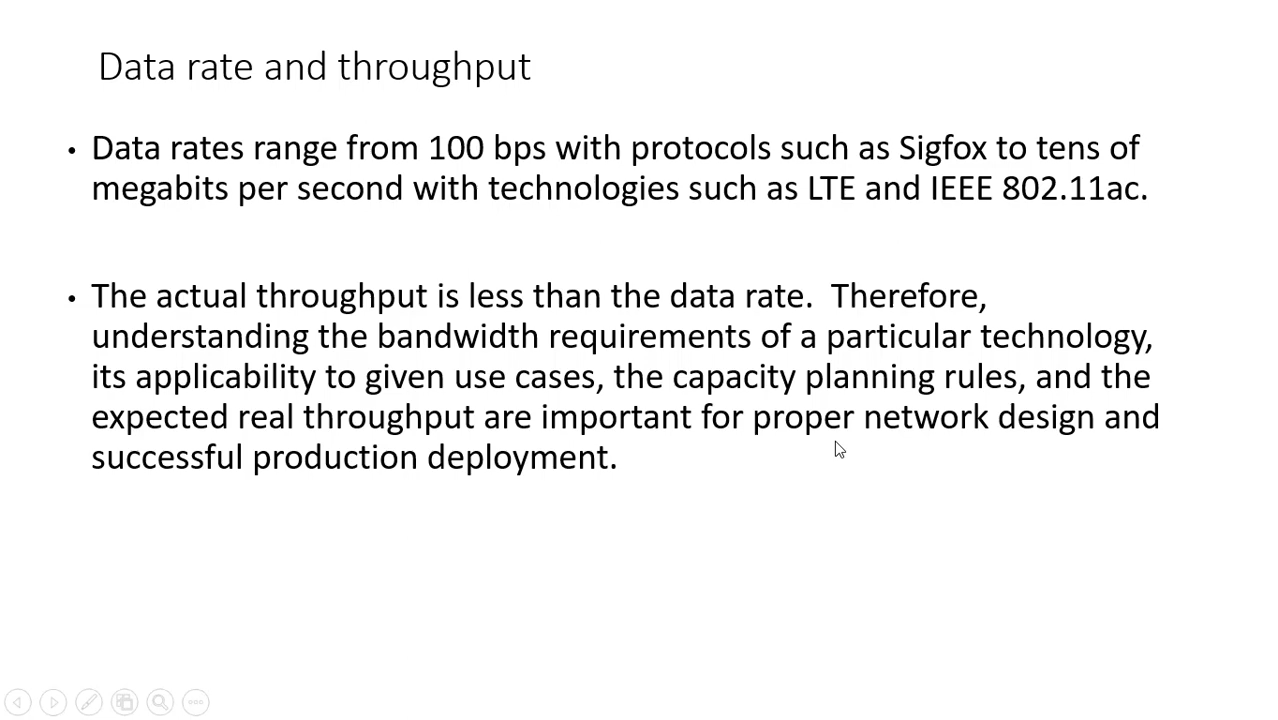 Data rate and throughput
• Data rates range from 100 bps with protocols such as Sigfox to tens of
megabits per second with technologies such as LTE and IEEE 802.11ac.
• The actual throughput is less than the data rate.  Therefore,
understanding the bandwidth requirements of a particular technology,
its applicability to given use cases, the capacity planning rules, and the
expected real throughput are important for proper network design and
successful production deployment.